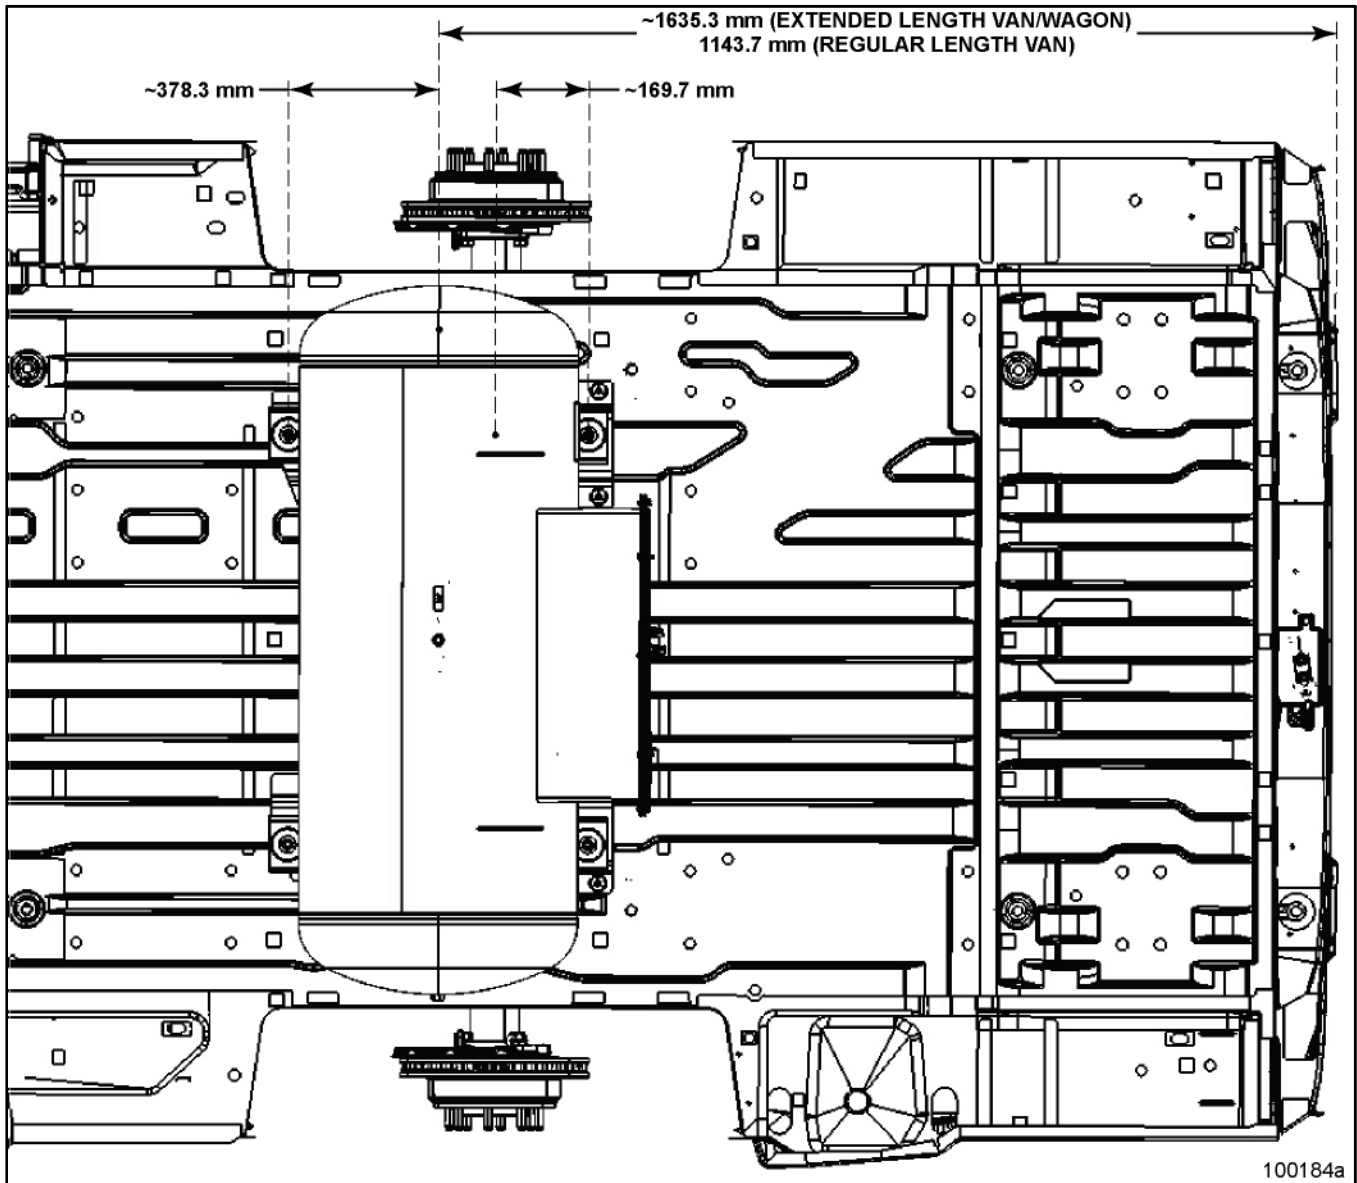 ~1635.3 mm (EXTENDED LENGTH VAN/WAGON)
1143.7 mm (REGULAR LENGTH VAN)
~378.3 mm
~169.7 mm
100184a